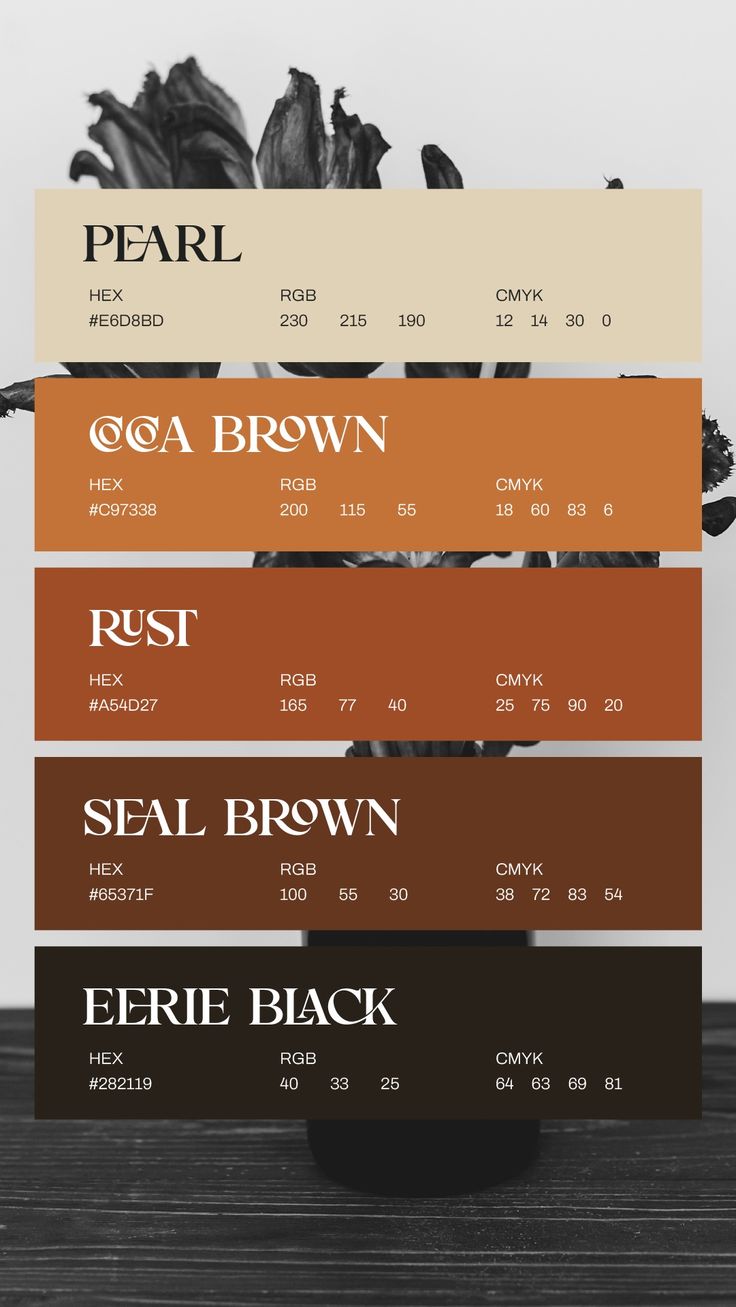 PEARL
HEX RGB CMYK
#E6D8BD 230 215 190 12 14 30 0
COCOA BROWN
HEX RGB CMYK
#C97338 200 115 55 18 60 83 6
RUST
HEX RGB CMYK
#A54D27 165 77 40 25 75 90 20
SEAL BROWN
HEX RGB CMYK
#65371F 100 55 30 38 72 83 54
EERIE BLACK
HEX RGB CMYK
#282119 40 33 25 64 63 69 81